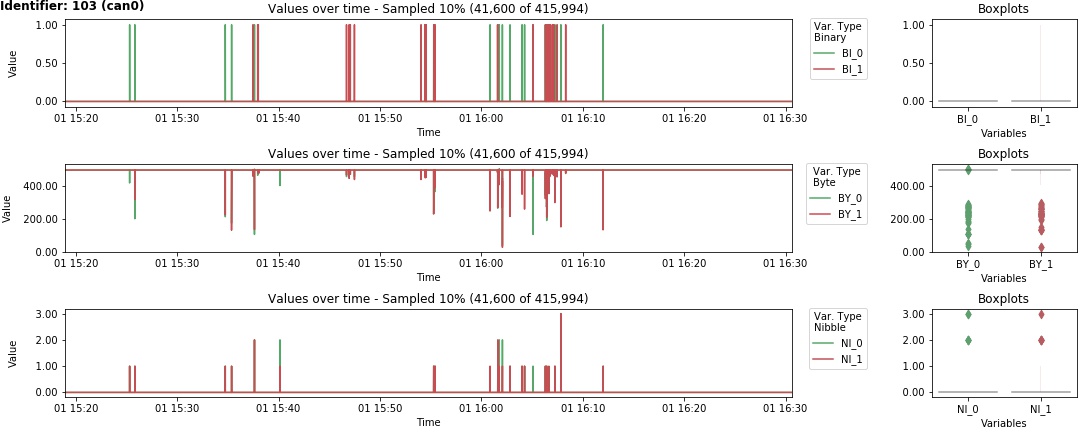 Identifier: 103 (can0)
Values over time - Sampled 10% (41,600 of 415,994)
Boxplots
1.00
0.50
0.00
Value
01 15:20 01 15:30 01 15:40 01 15:50 01 16:00 01 16:10 01 16:20 01 16:30
Time
Var. Type
Binary
BI_0
BI_1
BI_0 BI_1
Variables
Values over time - Sampled 10% (41,600 of 415,994)
Boxplots
400.00
200.00
0.00
Value
01 15:20 01 15:30 01 15:40 01 15:50 01 16:00 01 16:10 01 16:20 01 16:30
Time
Var. Type
Byte
BY_0
BY_1
400.00
200.00
0.00
BY_0 BY_1
Variables
Values over time - Sampled 10% (41,600 of 415,994)
Boxplots
3.00
2.00
1.00
0.00
Value
01 15:20 01 15:30 01 15:40 01 15:50 01 16:00 01 16:10 01 16:20 01 16:30
Time
Var. Type
Nibble
NI_0
NI_1
3.00
2.00
1.00
0.00
NI_0 NI_1
Variables
1.00
0.50
0.00